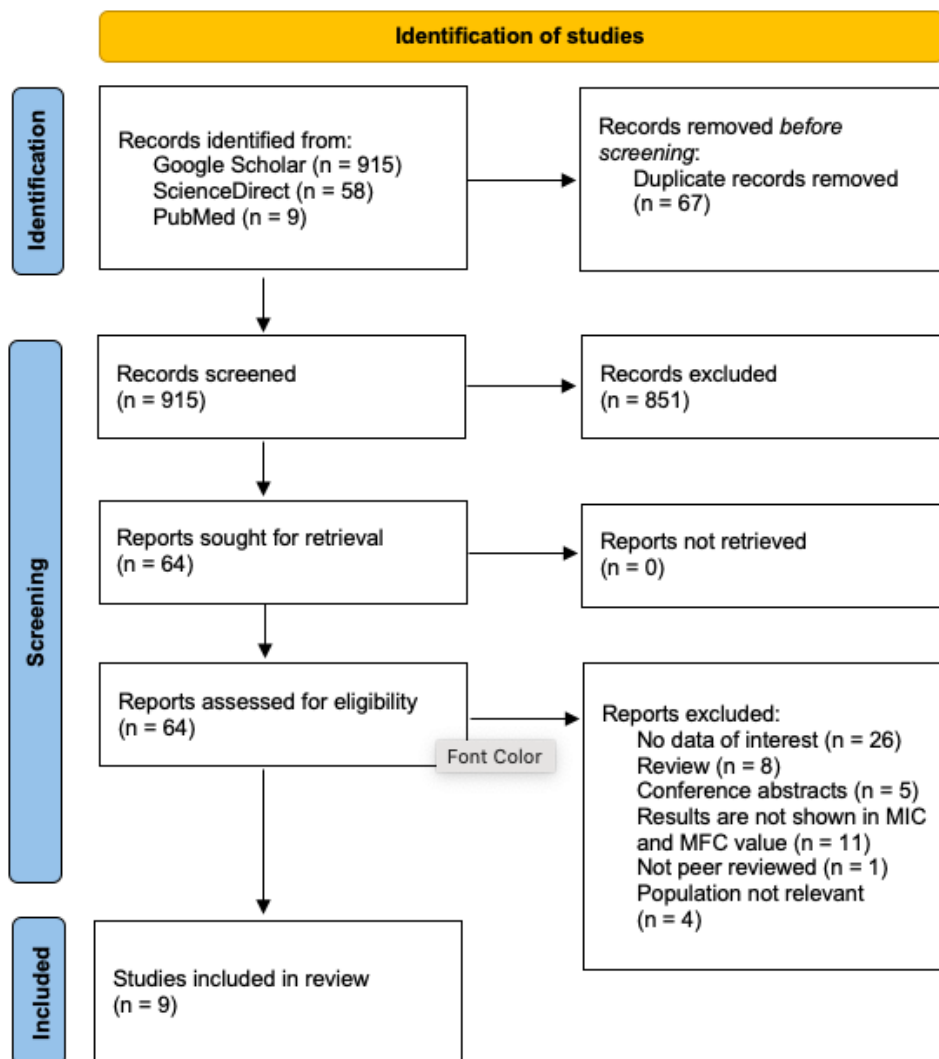 Identification of studies
Identification
Records identified from:
Google Scholar (n = 915)
ScienceDirect (n = 58)
PubMed (n = 9)
Records removed before
screening:
Duplicate records removed
(n = 67)
Screening
Records screened
(n = 915)
Records excluded
(n = 851)
Reports sought for retrieval
(n = 64)
Reports not retrieved
(n = 0)
Reports assessed for eligibility
(n = 64)
Font Color
Reports excluded:
No data of interest (n = 26)
Review (n = 8)
Conference abstracts (n = 5)
Results are not shown in MIC
and MFC value (n = 11)
Not peer reviewed (n = 1)
Population not relevant
(n = 4)
Included
Studies included in review
(n = 9)